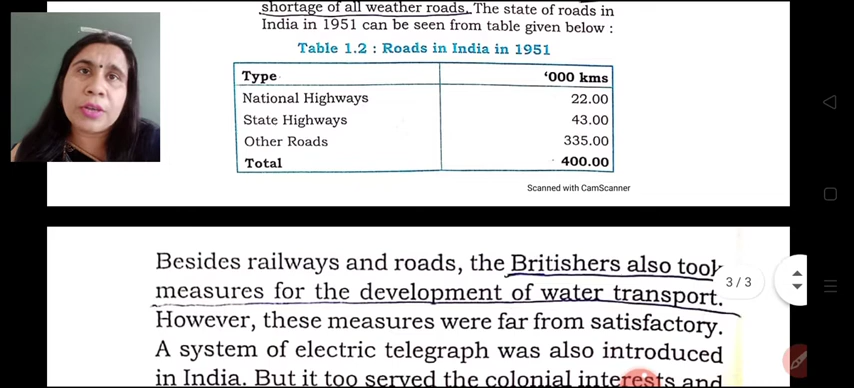 shortage of all weather roads. The state of roads in
India in 1951 can be seen from table given below :
Table 1.2 : Roads in India in 1951
Type '000 kms
National Highways 22.00
State Highways 43.00
Other Roads 335.00
Total 400.00
Scanned with CamScanner
Besides railways and roads, the Britishers also took
3 / 3
measures for the development of water transport.
However, these measures were far from satisfactory.
A system of electric telegraph was also introduced
in India. But it too served the colonial interests and